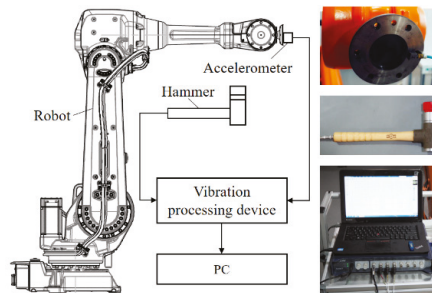 Accelerometer
Hammer
Robot
Vibration
processing device
PC